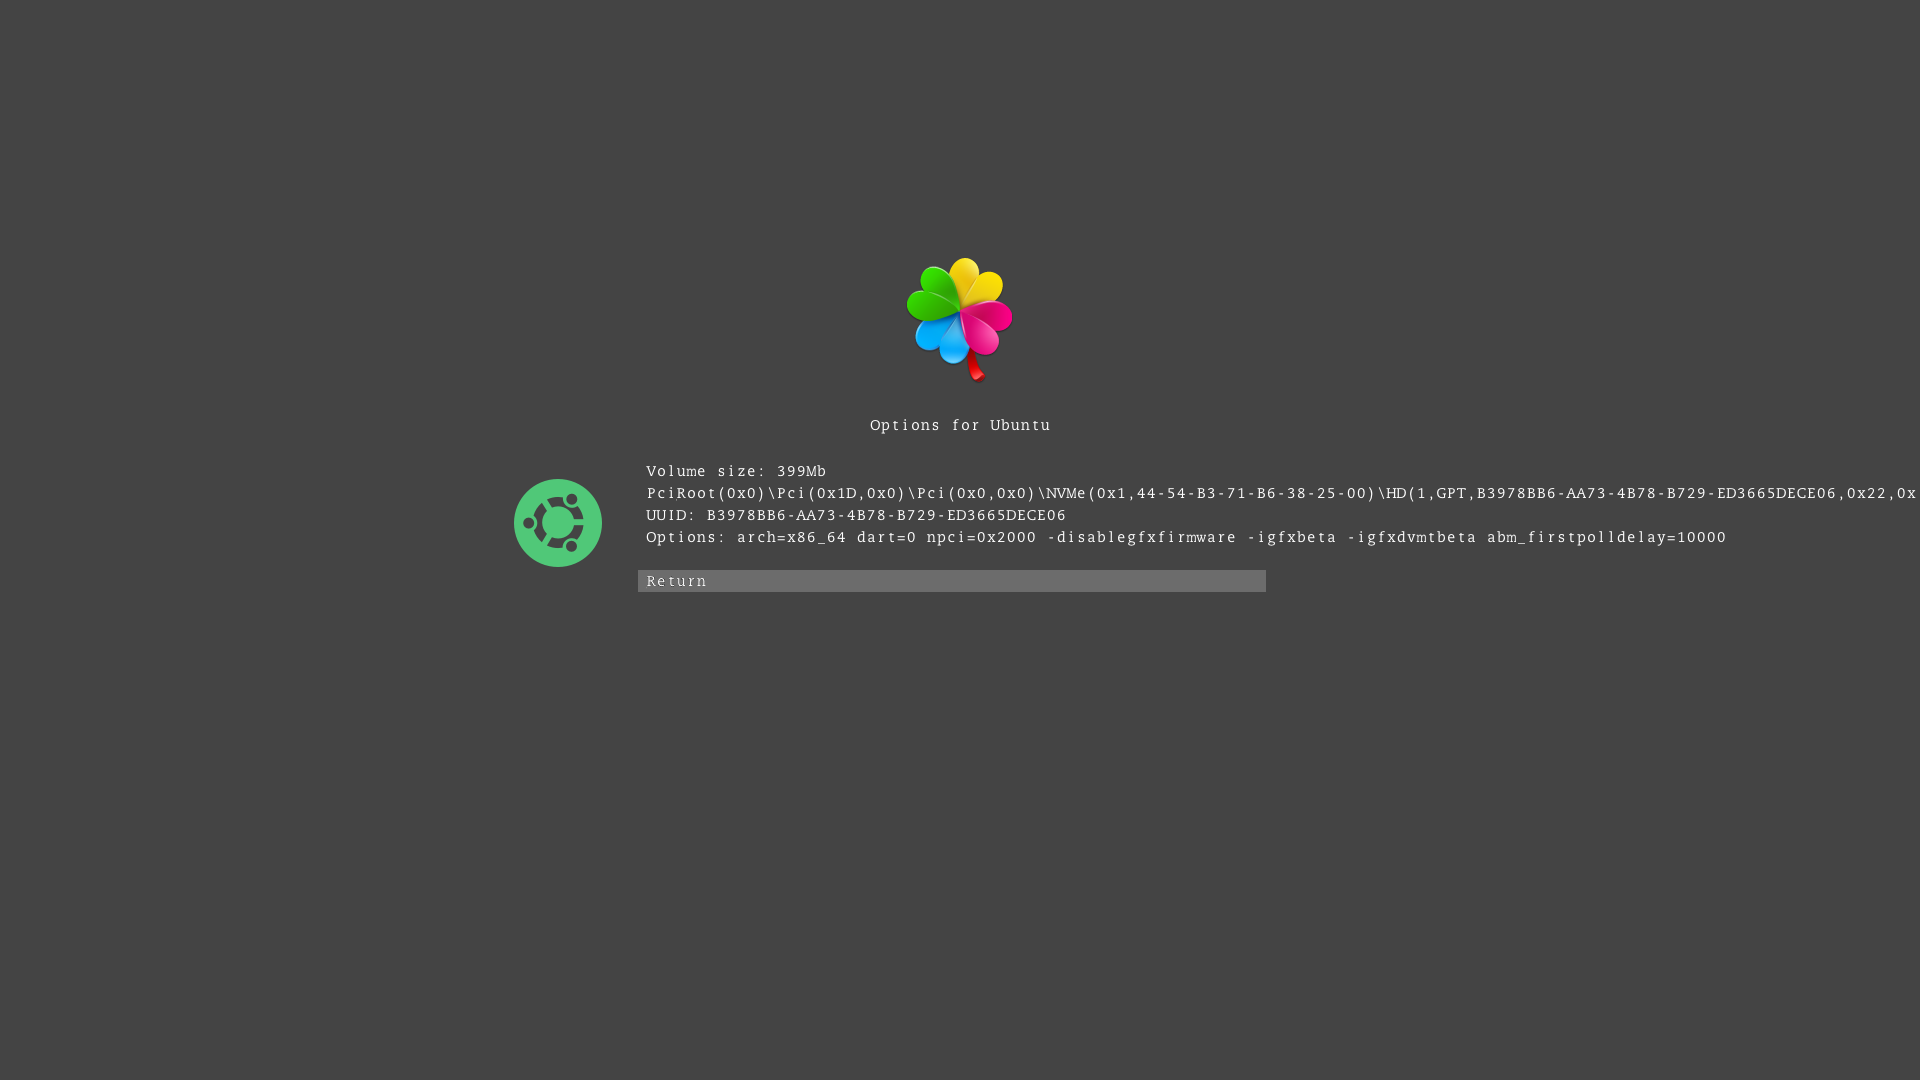 Options for Ubuntu
Volume size: 399Mb
PciRoot(0x0)\Pci(0x1D,0x0)\Pci(0x0,0x0)\NVMe(0x1,44-54-B3-71-B6-38-25-00)\HD(1,GPT,B3978BB6-AA73-4B78-B729-ED3665DECE06,0x22,0x
UUID: B3978BB6-AA73-4B78-B729-ED3665DECE06
Options: arch=x86_64 dart=0 npci=0x2000 -disablegfxfirmware -igfxbeta -igfxdvmtbeta abm_firstpolldelay=10000
Return